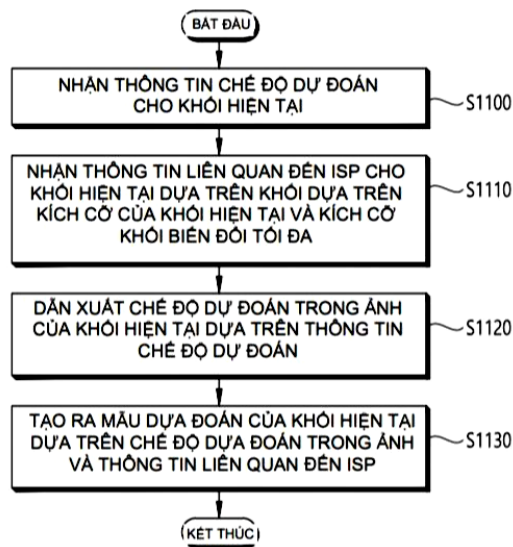 BẮT ĐẦU
NHẬN THÔNG TIN CHẾ ĐỘ DỰ ĐOÁN
CHO KHỐI HIỆN TẠI
S1100
NHẬN THÔNG TIN LIÊN QUAN ĐẾN ISP CHO
KHỐI HIỆN TẠI DỰA TRÊN KHỐI DỰA TRÊN
KÍCH CỠ CỦA KHỐI HIỆN TẠI VÀ KÍCH CỠ
KHỐI BIẾN ĐỔI TỐI ĐA
S1110
DẪN XUẤT CHẾ ĐỘ DỰ ĐOÁN TRONG ẢNH
CỦA KHỐI HIỆN TẠI DỰA TRÊN THÔNG TIN
CHẾ ĐỘ DỰ ĐOÁN
S1120
TẠO RA MẪU DỰA ĐOÁN CỦA KHỐI HIỆN TẠI
DỰA TRÊN CHẾ ĐỘ DỰA ĐOÁN TRONG ẢNH
VÀ THÔNG TIN LIÊN QUAN ĐẾN ISP
S1130
KẾT THÚC